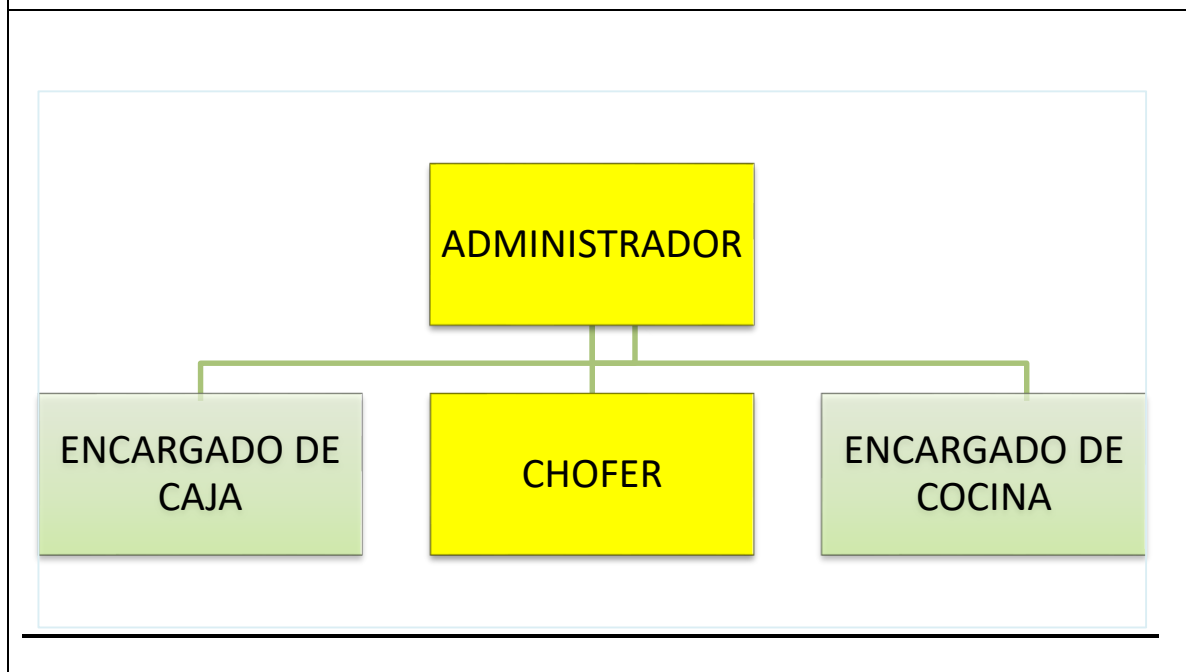 ADMINISTRADOR
ENCARGADO DE
CAJA
CHOFER
ENCARGADO DE
COCINA